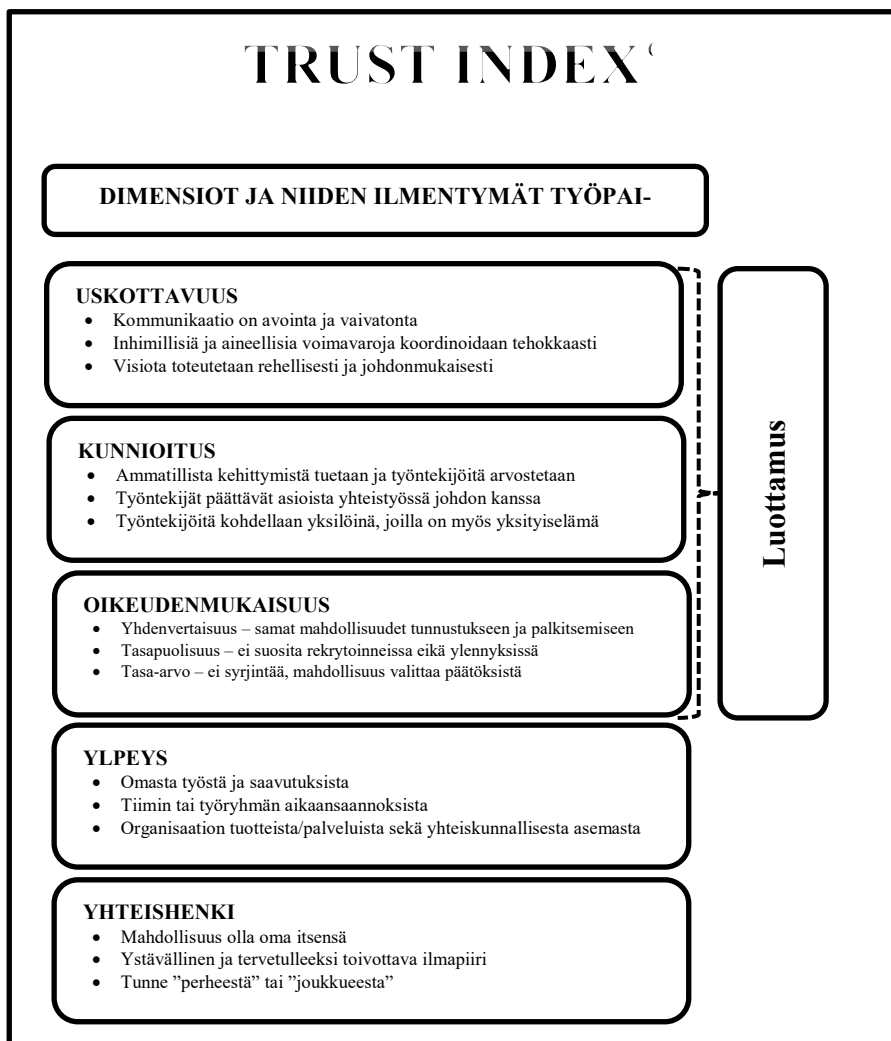 TRUST INDEX
DIMENSIOT JA NIIDEN ILMENTYMÄT TYÖPAI-
USKOTTAVUUS
• Kommunikaatio on avointa ja vaivatonta
• Inhimillisiä ja aineellisia voimavaroja koordinoidaan tehokkaasti
• Visiota toteutetaan rehellisesti ja johdonmukaisesti
KUNNIOITUS
• Ammatillista kehittymistä tuetaan ja työntekijöitä arvostetaan
• Työntekijät päättävät asioista yhteistyössä johdon kanssa
• Työntekijöitä kohdellaan yksilöinä, joilla on myös yksityiselämä
OIKEUDENMUKAISUUS
• Yhdenvertaisuus – samat mahdollisuudet tunnustukseen ja palkitsemiseen
• Tasapuolisuus – ei suosita rekrytoinneissa eikä ylennyksissä
• Tasa-arvo – ei syrjintää, mahdollisuus valittaa päätöksistä
Luottamus
YLPEYS
• Omasta työstä ja saavutuksista
• Tiimin tai työryhmän aikaansaannoksista
• Organisaation tuotteista/palveluista sekä yhteiskunnallisesta asemasta
YHTEISHENKI
• Mahdollisuus olla oma itsensä
• Ystävällinen ja tervetulleeksi toivottava ilmapiiri
• Tunne ”perheestä” tai ”joukkueesta”